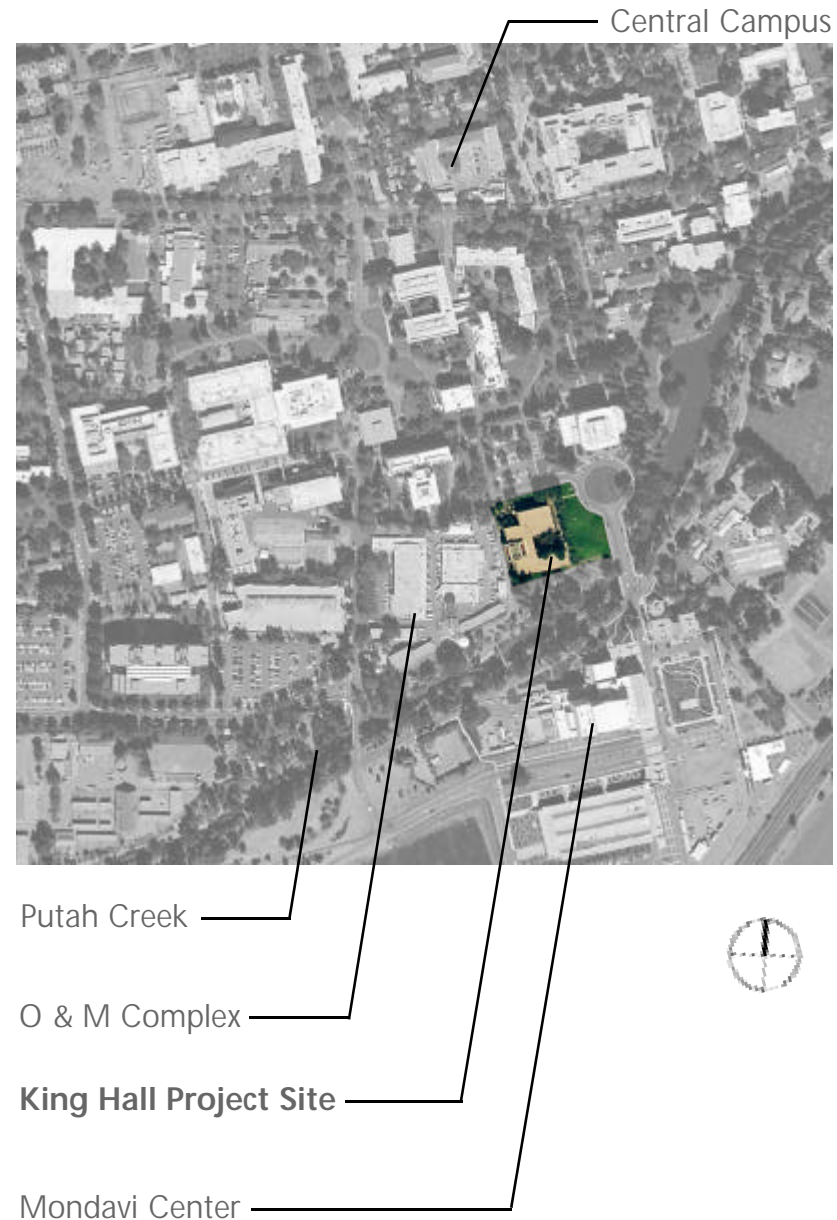 Central Campus
Putah Creek
O & M Complex
King Hall Project Site
Mondavi Center